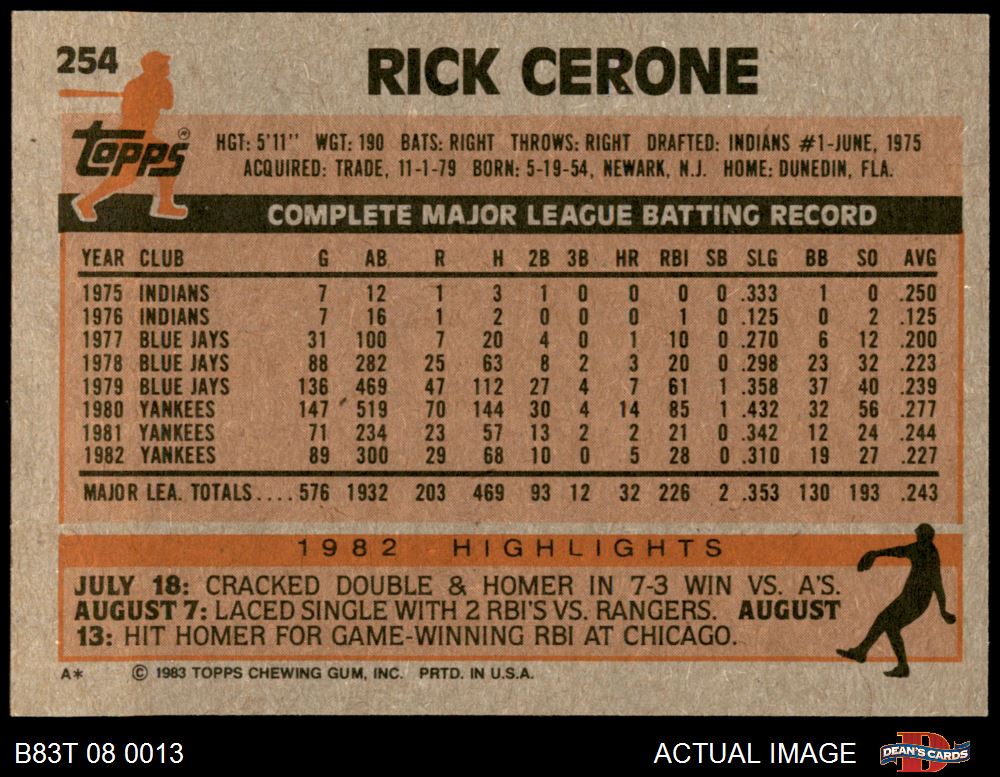 254
RICK CERONE
Topps®
HGT: 5'11" WGT: 190 BATS: RIGHT THROWS: RIGHT DRAFTED: INDIANS #1-JUNE, 1975
ACQUIRED: TRADE, 11-1-79 BORN: 5-19-54, NEWARK, N.J. HOME: DUNEDIN, FLA.
COMPLETE MAJOR LEAGUE BATTING RECORD
YEAR CLUB G AB R H 2B 3B HR RBI SB SLG BB SO AVG
1975 INDIANS 7 12 1 3 1 0 0 0 0 .333 1 0 .250
1976 INDIANS 7 16 1 2 0 0 0 1 0 .125 0 2 .125
1977 BLUE JAYS 31 100 7 20 4 0 1 10 0 .270 6 12 .200
1978 BLUE JAYS 88 282 25 63 8 2 3 20 0 .298 23 32 .223
1979 BLUE JAYS 136 469 47 112 27 4 7 61 1 .358 37 40 .239
1980 YANKEES 147 519 70 144 30 4 14 85 1 .432 32 56 .277
1981 YANKEES 71 234 23 57 13 2 2 21 0 .342 12 24 .244
1982 YANKEES 89 300 29 68 10 0 5 28 0 .310 19 27 .227
MAJOR LEA. TOTALS.... 576 1932 203 469 93 12 32 226 2 .353 130 193 .243
1982 HIGHLIGHTS
JULY 18: CRACKED DOUBLE & HOMER IN 7-3 WIN VS. A'S.
AUGUST 7: LACED SINGLE WITH 2 RBI'S VS. RANGERS. AUGUST
13: HIT HOMER FOR GAME-WINNING RBI AT CHICAGO.
A* © 1983 TOPPS CHEWING GUM, INC. PRTD. IN U.S.A.
B83T 08 0013 ACTUAL IMAGE DEAN'S CARDS